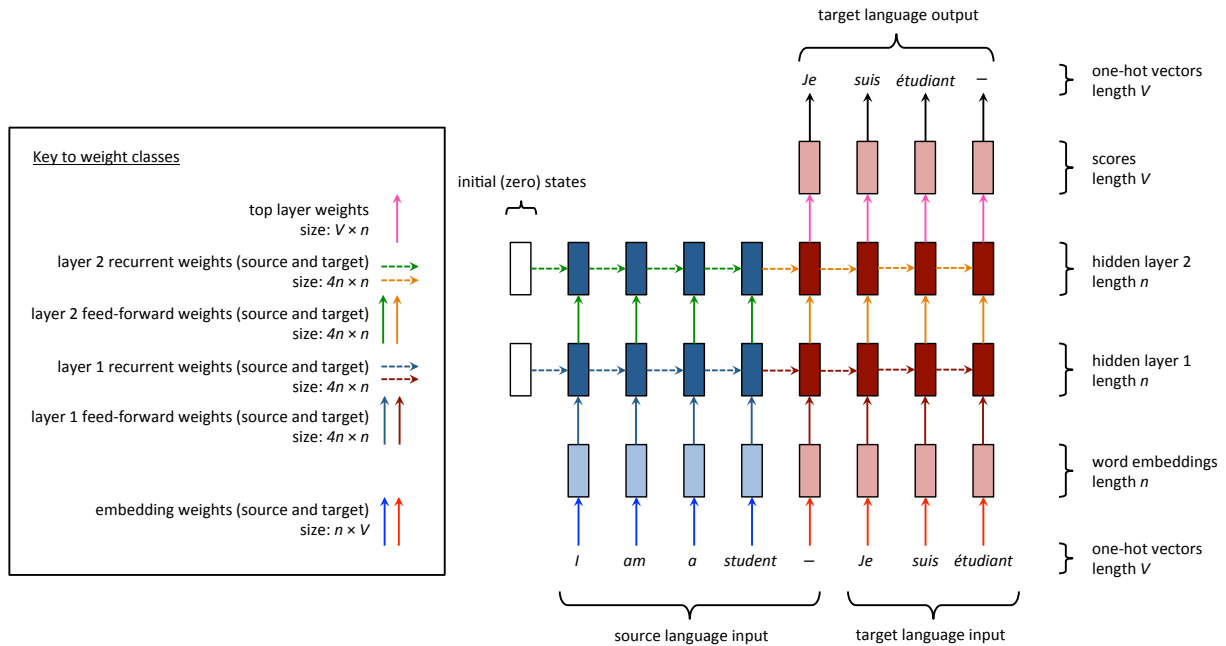 target language output
Je suis étudiant –
one-hot vectors
length V
Key to weight classes
scores
length V
initial (zero) states
top layer weights
size: V × n
layer 2 recurrent weights (source and target)
size: 4n × n
hidden layer 2
length n
layer 2 feed-forward weights (source and target)
size: 4n × n
layer 1 recurrent weights (source and target)
size: 4n × n
hidden layer 1
length n
layer 1 feed-forward weights (source and target)
size: 4n × n
word embeddings
length n
embedding weights (source and target)
size: n × V
I am a student – Je suis étudiant
one-hot vectors
length V
source language input
target language input